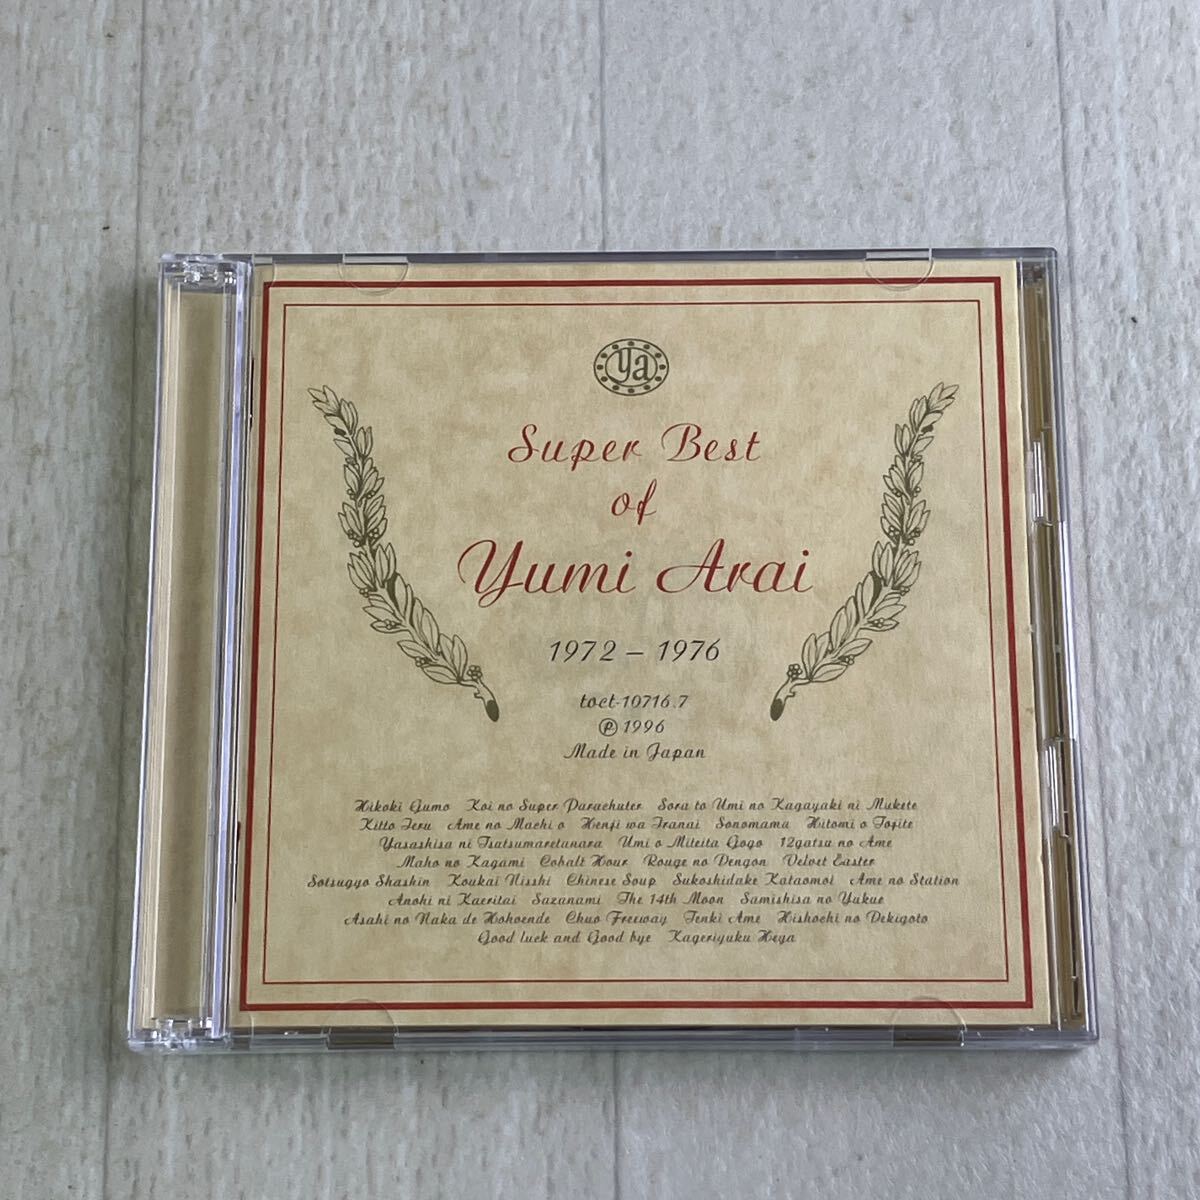 ya
Super Best
of
Yumi Arai
1972 – 1976
toct-10716.7
℗ 1996
Made in Japan
Hikoki Gumo Koi no Super Parachuter Sora to Umi no Kagayaki ni Mukete
Kitto Ieru Ame no Machi o Henji wa Iranai Sonomama Hitomi o Tojite
Yasashisa ni Tsatsumaretanara Umi o Miteita Gogo 12gatsu no Ame
Maho no Kagami Cobalt Hour Rouge no Dengon Velvet Easter
Sotsugyo Shashin Koukai Nisshi Chinese Soup Sukoshidake Kataomoi Ame no Station
Anohi ni Kaeritai Sazanami The 14th Moon Samishisa no Yukue
Asahi no Naka de Hohoende Chuo Freeway Tenki Ame Hishochi no Dekigoto
Good luck and Good bye Kageriyuku Heya